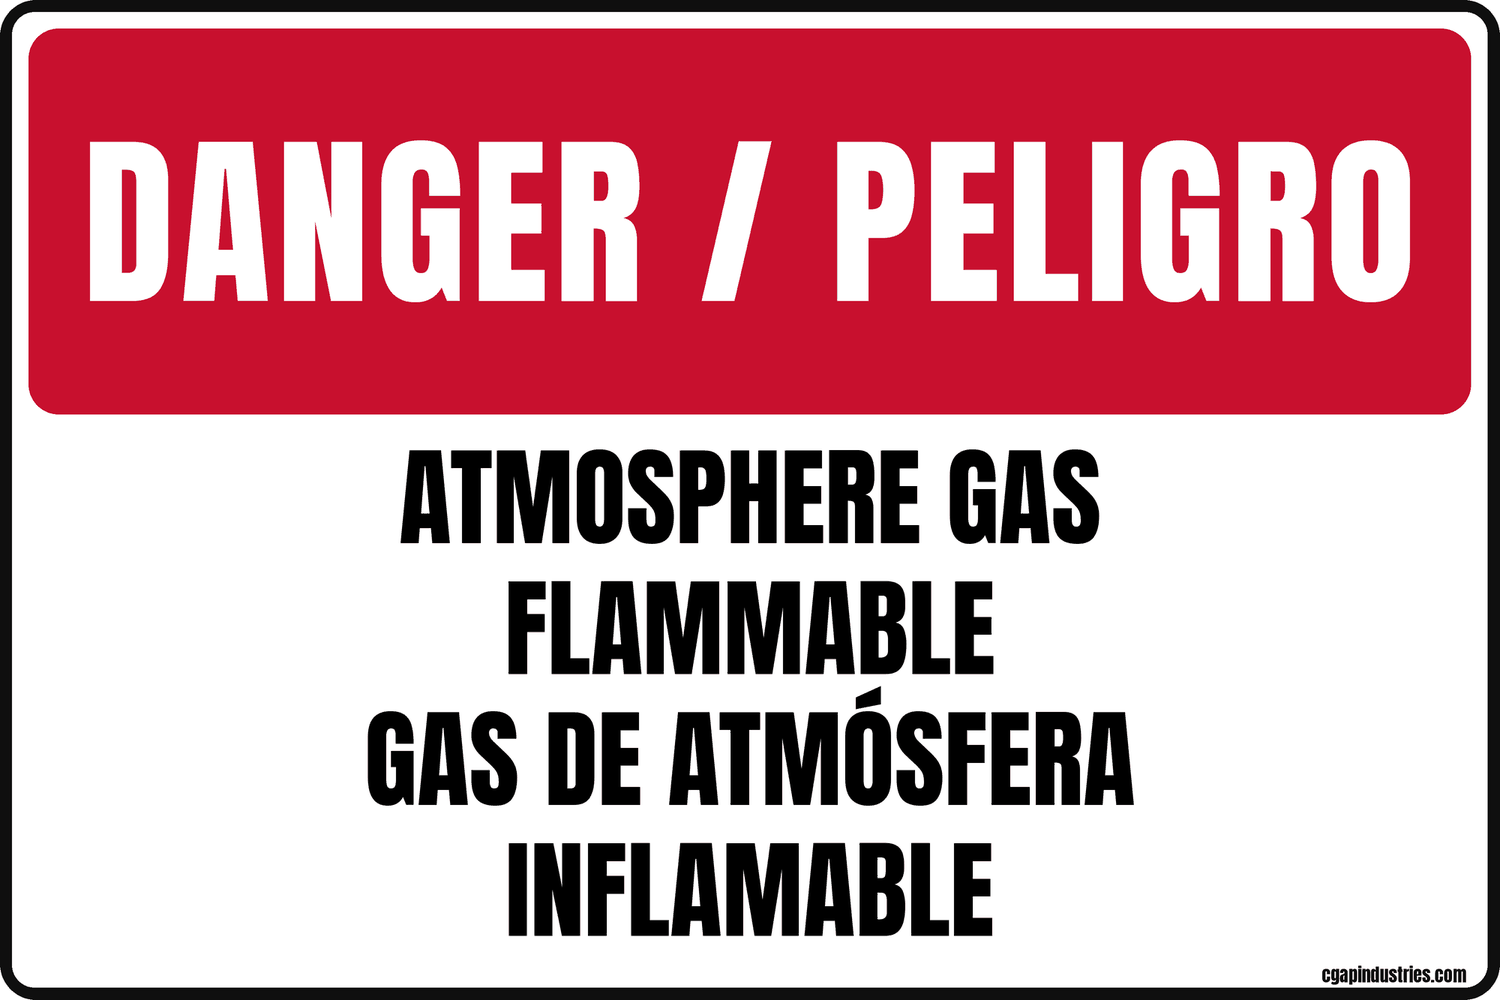 DANGER / PELIGRO
ATMOSPHERE GAS
FLAMMABLE
GAS DE ATMÓSFERA
INFLAMABLE
cgapindustries.com